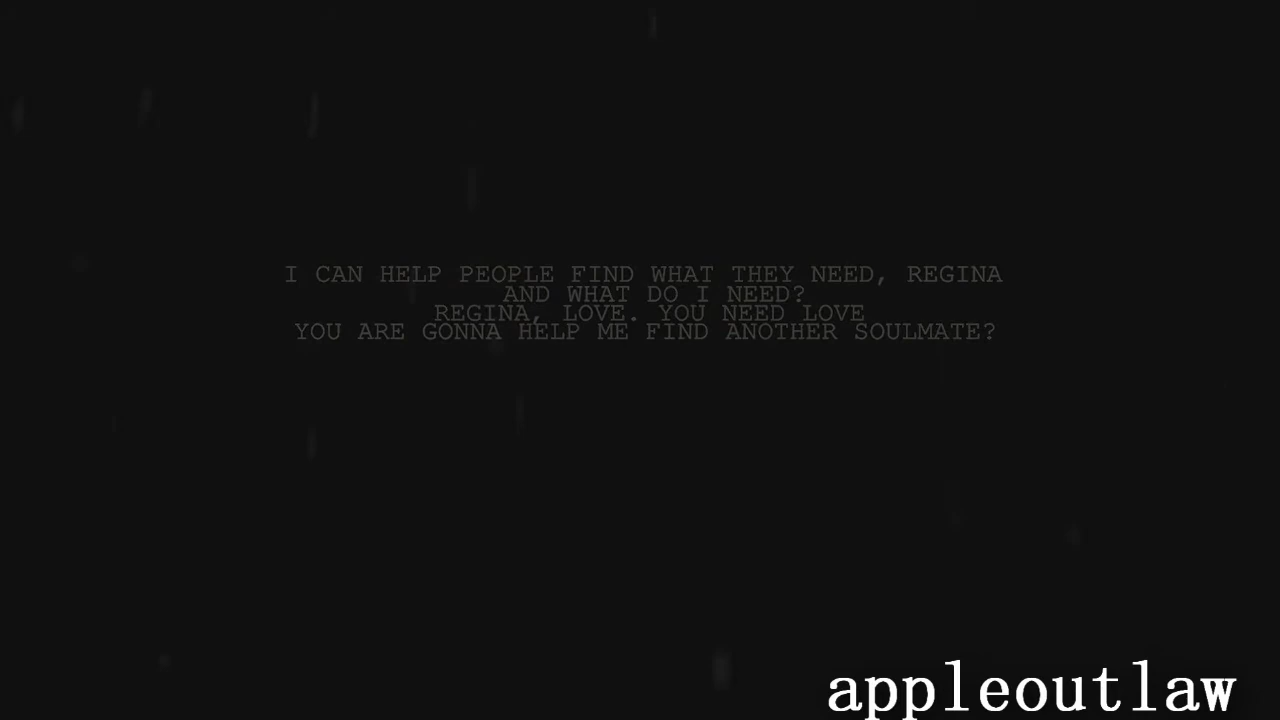 I CAN HELP PEOPLE FIND WHAT THEY NEED, REGINA
AND WHAT DO I NEED?
REGINA, LOVE. YOU NEED LOVE
YOU ARE GONNA HELP ME FIND ANOTHER SOULMATE?
appleoutlaw